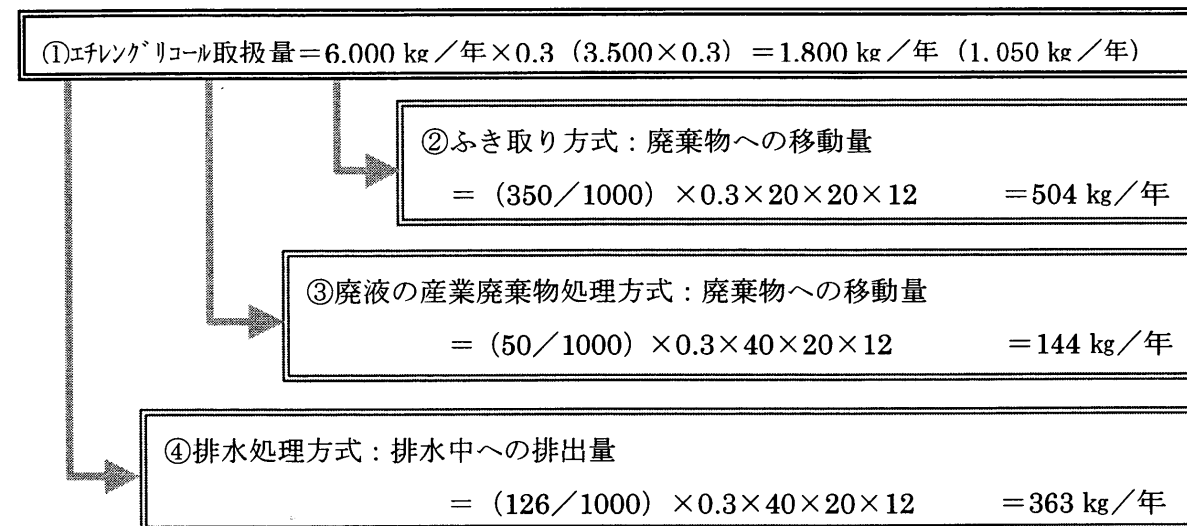 ①エチレングリコール取扱量＝6.000 kg／年×0.3（3.500×0.3）＝1.800 kg／年（1.050 kg／年）
②ふき取り方式：廃棄物への移動量
＝（350／1000）×0.3×20×20×12 ＝504 kg／年
③廃液の産業廃棄物処理方式：廃棄物への移動量
＝（50／1000）×0.3×40×20×12 ＝144 kg／年
④排水処理方式：排水中への排出量
＝（126／1000）×0.3×40×20×12 ＝363 kg／年